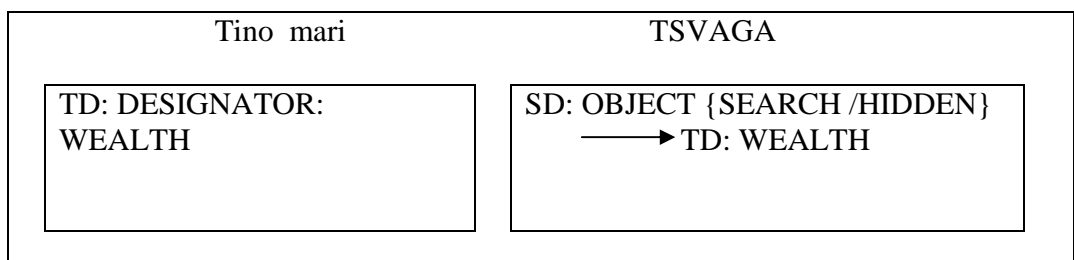 Tino mari TSVAGA
TD: DESIGNATOR:
WEALTH
SD: OBJECT {SEARCH /HIDDEN}
TD: WEALTH